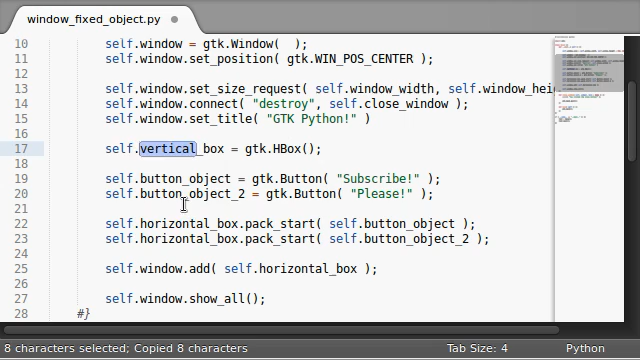 window_fixed_object.py
10 self.window = gtk.Window(  );
11 self.window.set_position( gtk.WIN_POS_CENTER );
12
13 self.window.set_size_request( self.window_width, self.window_hei
14 self.window.connect( "destroy", self.close_window );
15 self.window.set_title( "GTK Python!" )
16
17 self.vertical_box = gtk.HBox();
18
19 self.button_object = gtk.Button( "Subscribe!" );
20 self.button_object_2 = gtk.Button( "Please!" );
21
22 self.horizontal_box.pack_start( self.button_object );
23 self.horizontal_box.pack_start( self.button_object_2 );
24
25 self.window.add( self.horizontal_box );
26
27 self.window.show_all();
28 #}
8 characters selected; Copied 8 characters Tab Size: 4 Python